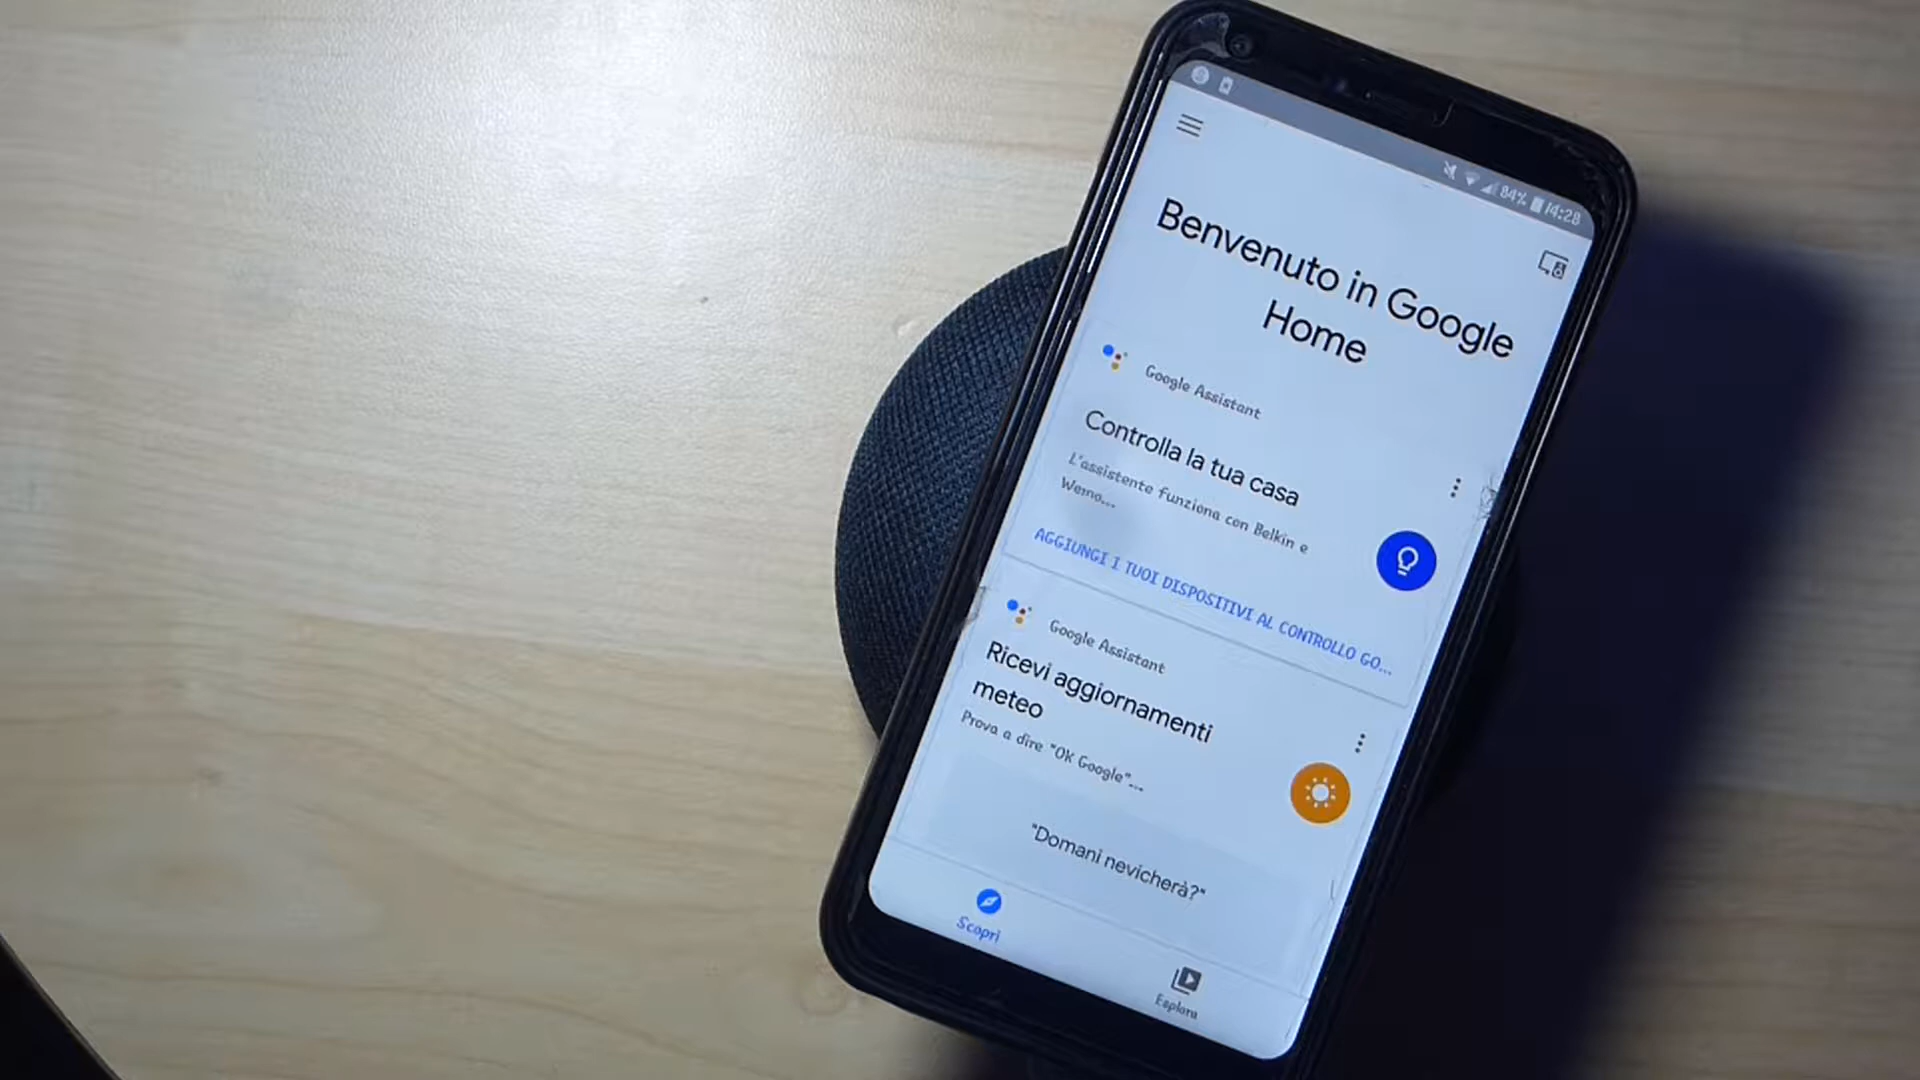 84% 14:28
Benvenuto in Google
Home
Google Assistant
Controlla la tua casa
L'assistente funziona con Belkin e
Wemo...
AGGIUNGI I TUOI DISPOSITIVI AL CONTROLLO GO...
Google Assistant
Ricevi aggiornamenti
meteo
Prova a dire "OK Google"...
"Domani nevicherà?"
Scopri
Esplora